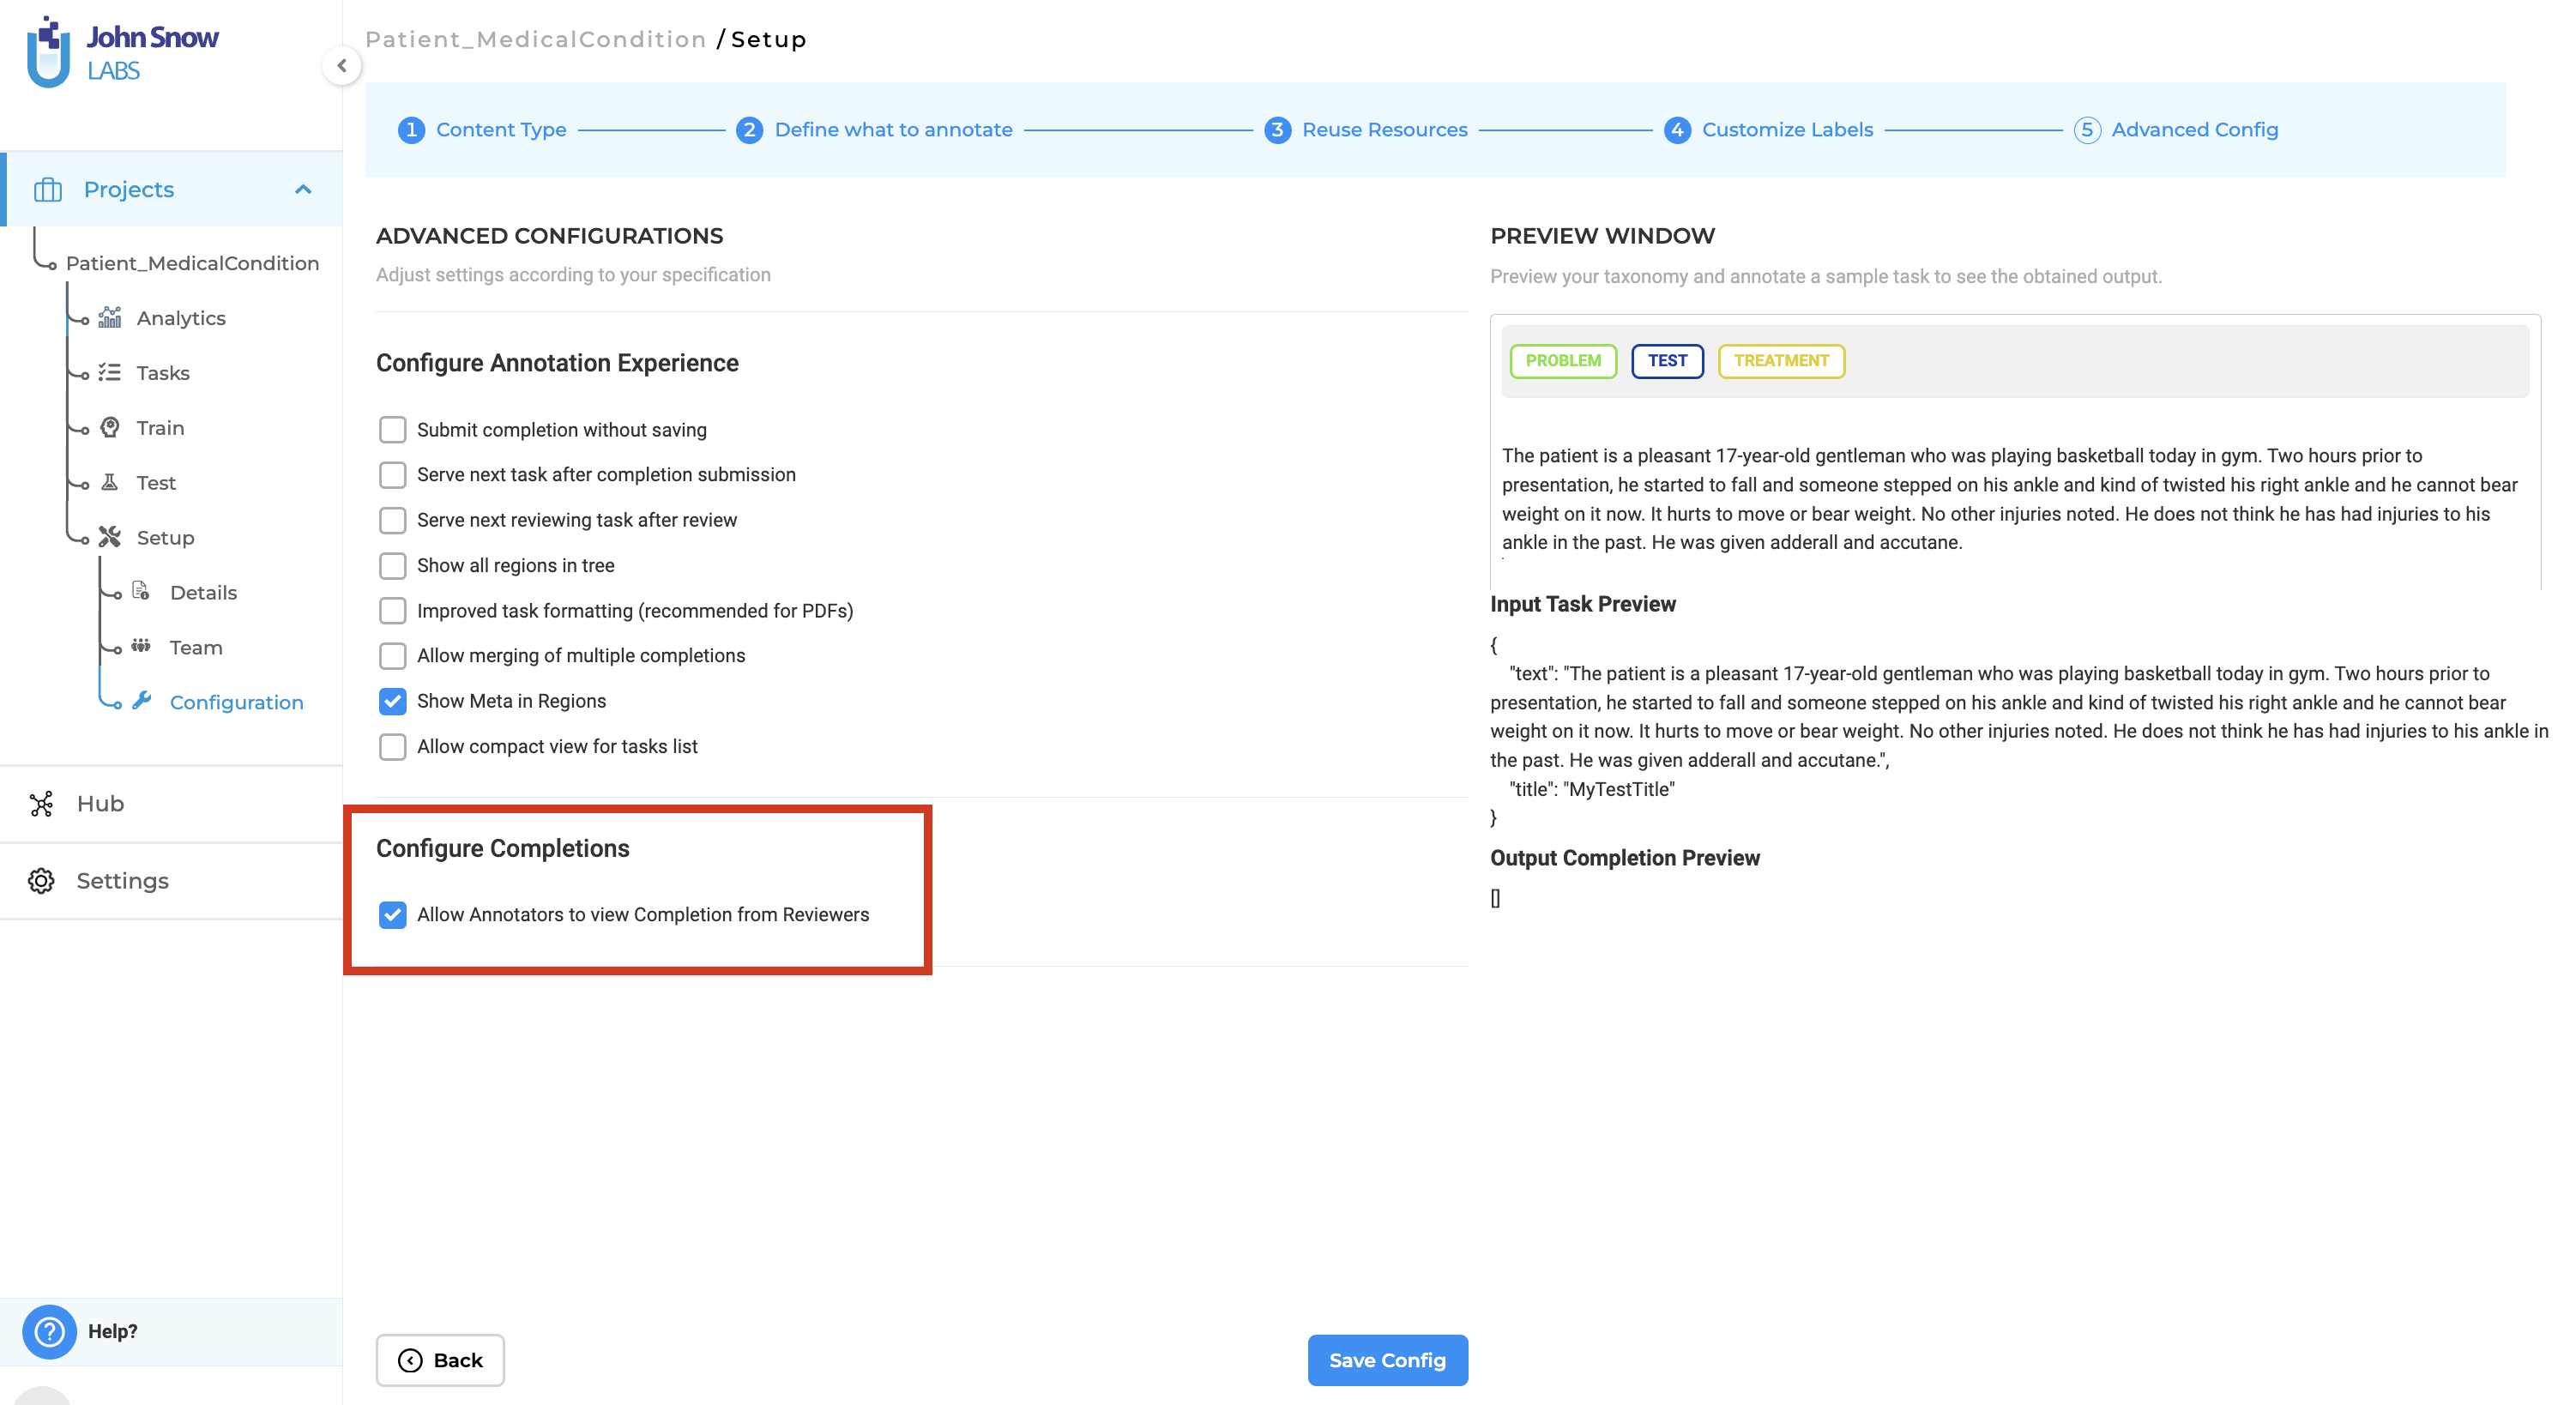 John Snow
LABS
Patient_MedicalCondition / Setup
1 Content Type
2 Define what to annotate
3 Reuse Resources
4 Customize Labels
5 Advanced Config
Projects
Patient_MedicalCondition
Analytics
Tasks
Train
Test
Setup
Details
Team
Configuration
Hub
Settings
? Help?
ADVANCED CONFIGURATIONS
Adjust settings according to your specification
Configure Annotation Experience
Submit completion without saving
Serve next task after completion submission
Serve next reviewing task after review
Show all regions in tree
Improved task formatting (recommended for PDFs)
Allow merging of multiple completions
Show Meta in Regions
Allow compact view for tasks list
Configure Completions
Allow Annotators to view Completion from Reviewers
Back
Save Config
PREVIEW WINDOW
Preview your taxonomy and annotate a sample task to see the obtained output.
PROBLEM
TEST
TREATMENT
The patient is a pleasant 17-year-old gentleman who was playing basketball today in gym. Two hours prior to
presentation, he started to fall and someone stepped on his ankle and kind of twisted his right ankle and he cannot bear
weight on it now. It hurts to move or bear weight. No other injuries noted. He does not think he has had injuries to his
ankle in the past. He was given adderall and accutane.
Input Task Preview
{
"text": "The patient is a pleasant 17-year-old gentleman who was playing basketball today in gym. Two hours prior to
presentation, he started to fall and someone stepped on his ankle and kind of twisted his right ankle and he cannot bear
weight on it now. It hurts to move or bear weight. No other injuries noted. He does not think he has had injuries to his ankle in
the past. He was given adderall and accutane.",
"title": "MyTestTitle"
}
Output Completion Preview
[]